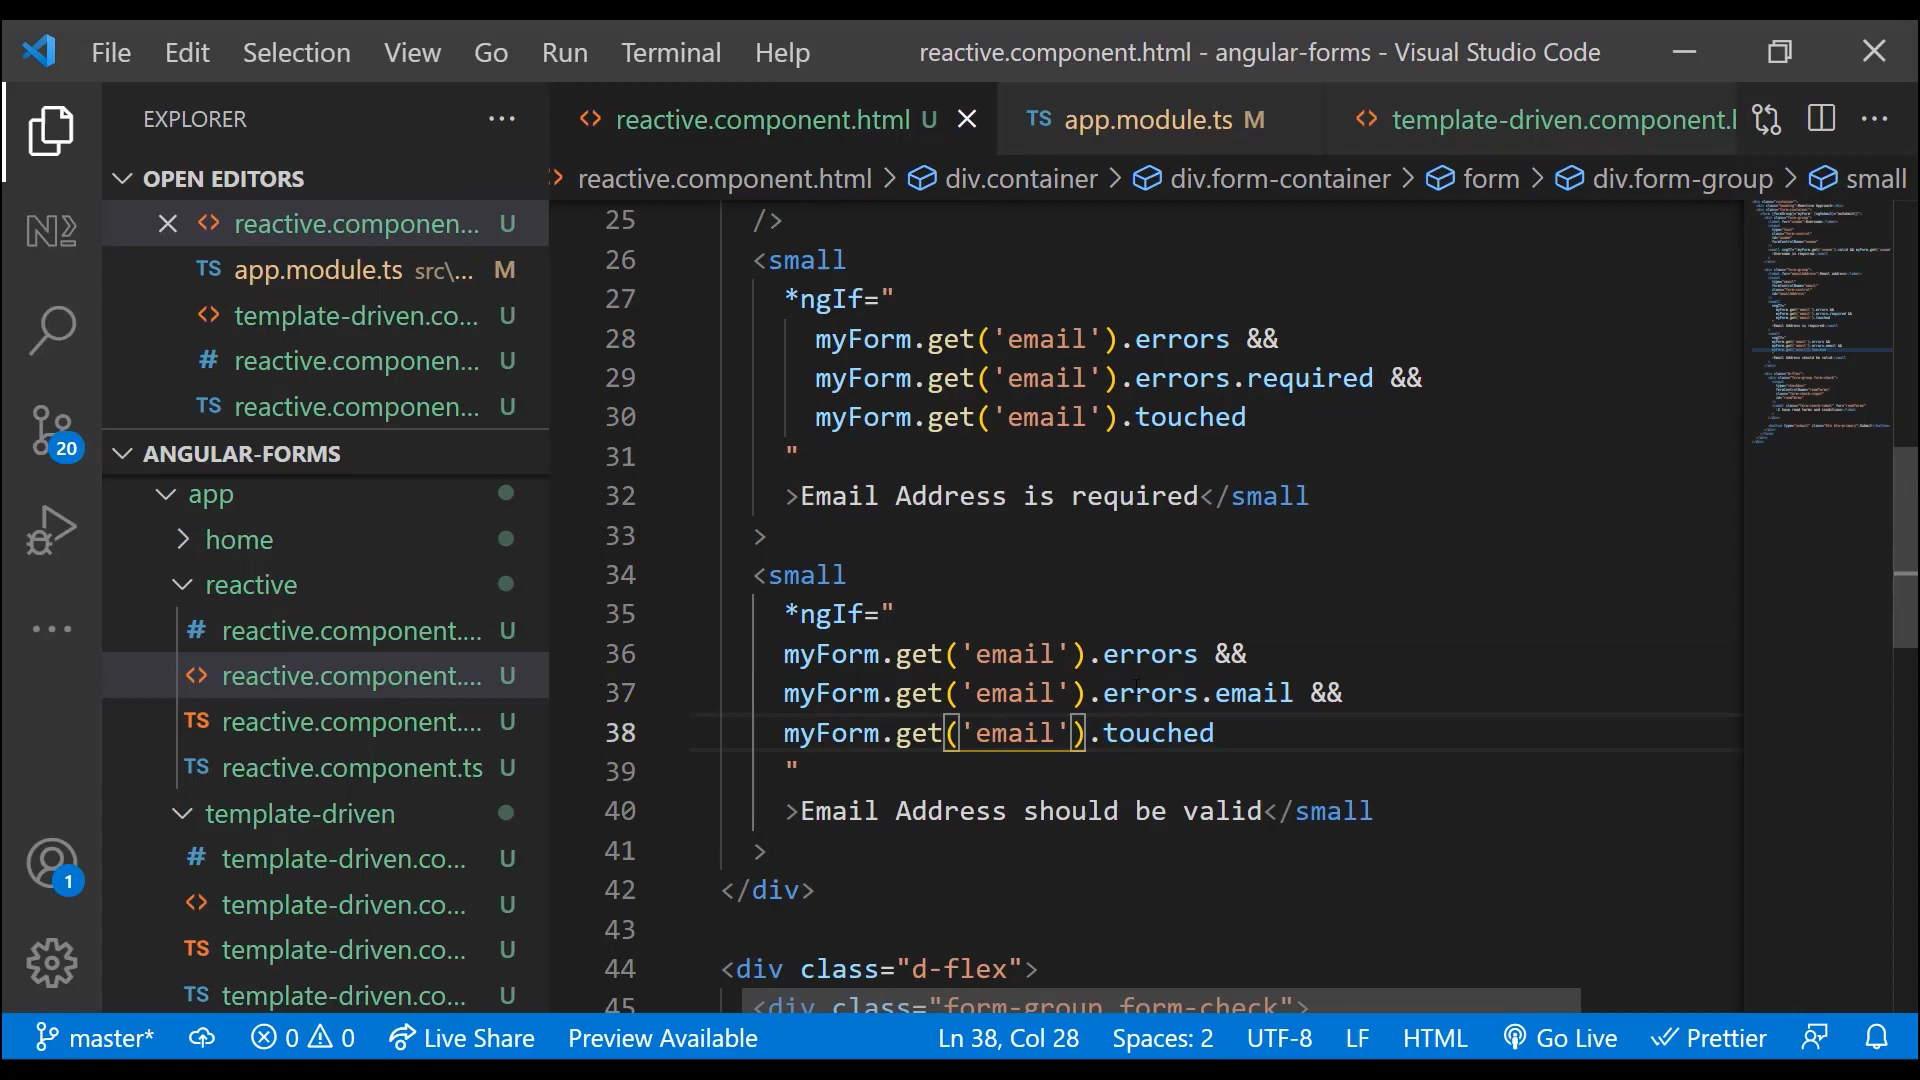 File Edit Selection View Go Run Terminal Help reactive.component.html - angular-forms - Visual Studio Code
EXPLORER
reactive.component.html U
TS app.module.ts M
template-driven.component.l
OPEN EDITORS
reactive.component.html > div.container > div.form-container > form > div.form-group > small
reactive.componen... U
TS app.module.ts src\... M
template-driven.co... U
# reactive.componen... U
TS reactive.componen... U
ANGULAR-FORMS
app
home
reactive
# reactive.component.... U
reactive.component.... U
TS reactive.component.... U
TS reactive.component.ts U
template-driven
# template-driven.co... U
template-driven.co... U
TS template-driven.co... U
TS template-driven.co... U
20
1
25 />
26 <small
27 *ngIf="
28 myForm.get('email').errors &&
29 myForm.get('email').errors.required &&
30 myForm.get('email').touched
31 "
32 >Email Address is required</small
33 >
34 <small
35 *ngIf="
36 myForm.get('email').errors &&
37 myForm.get('email').errors.email &&
38 myForm.get('email').touched
39 "
40 >Email Address should be valid</small
41 >
42 </div>
43
44 <div class="d-flex">
45 <div class="form-group form-check">
master* 0 0 Live Share Preview Available Ln 38, Col 28 Spaces: 2 UTF-8 LF HTML Go Live Prettier